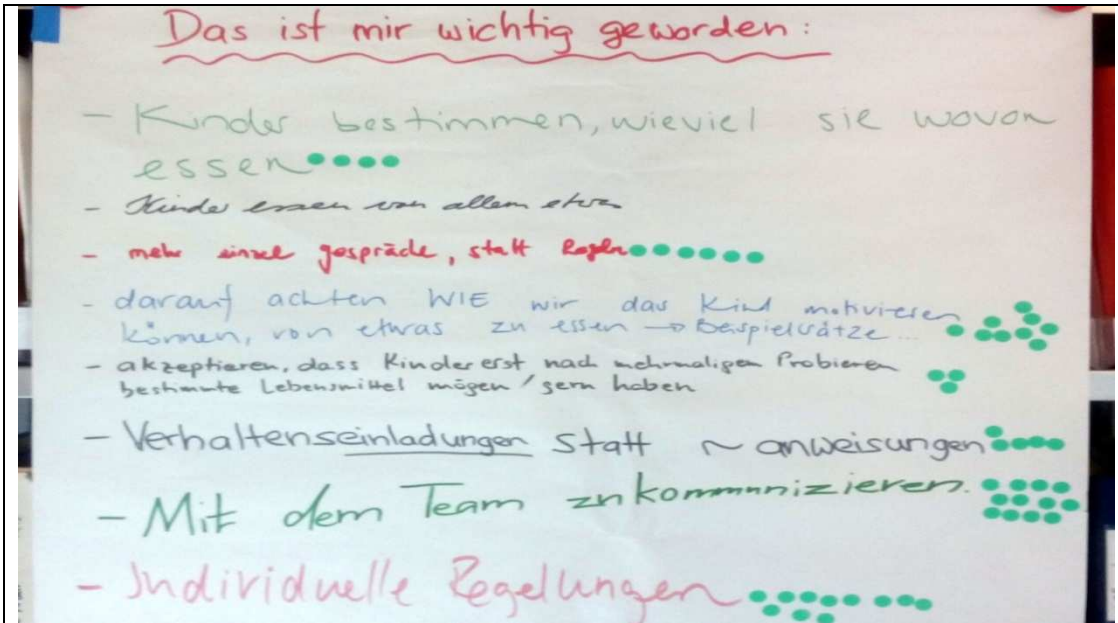 Das ist mir wichtig geworden:
- Kinder bestimmen, wieviel sie wovon
essen
- Kinder essen von allem etwas
- mehr einzel gespräche, statt Regeln
- darauf achten WIE wir das Kind motivieren
können, von etwas zu essen → Beispielsätze...
- akzeptieren, dass Kinder erst nach mehrmaligen Probieren
bestimmte Lebensmittel mögen / gern haben
- Verhaltenseinladungen statt ~ anweisungen
- Mit dem Team zu kommunizieren.
- Individuelle Regelungen